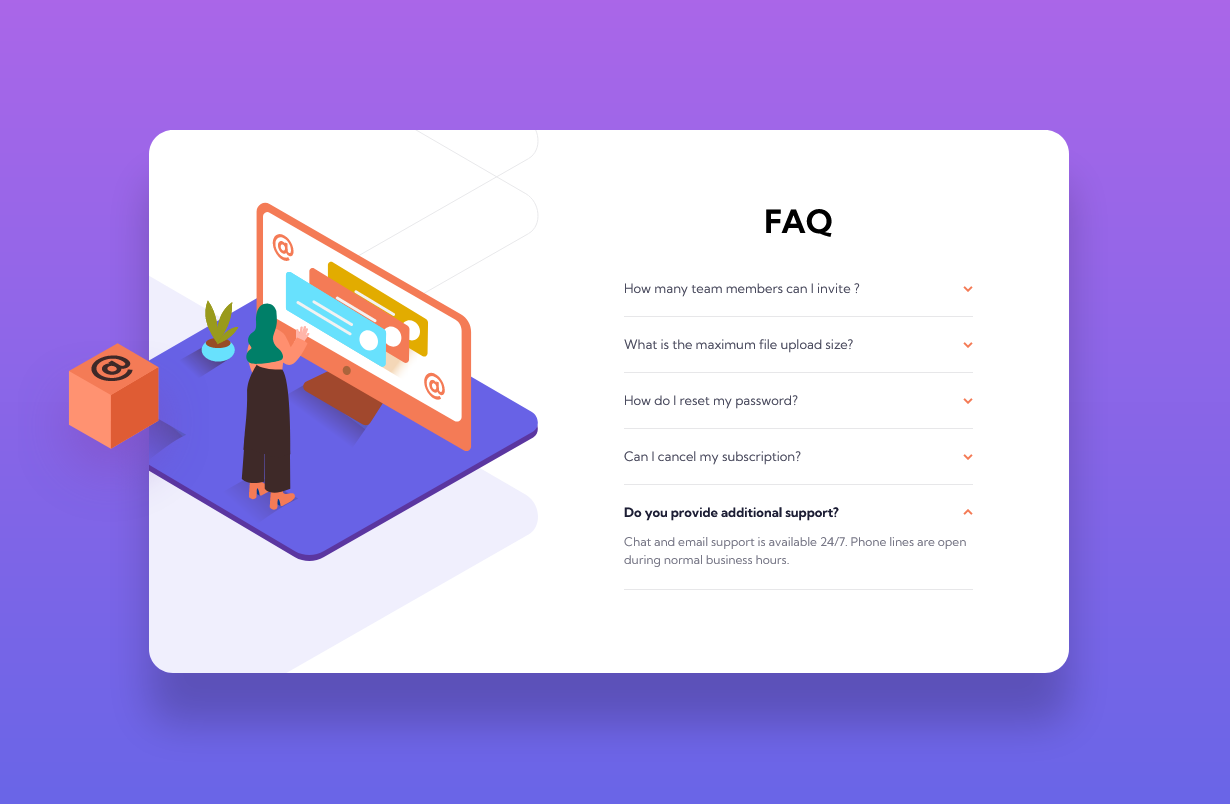 @
@
@
FAQ
How many team members can I invite ?
What is the maximum file upload size?
How do I reset my password?
Can I cancel my subscription?
Do you provide additional support?
Chat and email support is available 24/7. Phone lines are open
during normal business hours.